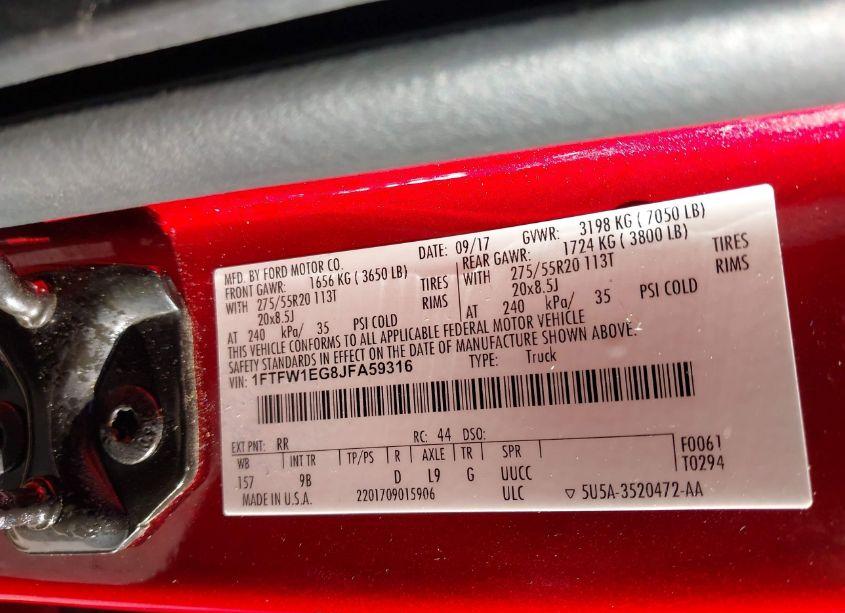 MFD. BY FORD MOTOR CO. DATE: 09/17 GVWR: 3198 KG ( 7050 LB)
FRONT GAWR: 1656 KG ( 3650 LB) REAR GAWR: 1724 KG ( 3800 LB)
WITH 275/55R20 113T TIRES WITH 275/55R20 113T TIRES
20x8.5J RIMS 20x8.5J RIMS
AT 240 kPa/ 35 PSI COLD AT 240 kPa/ 35 PSI COLD
THIS VEHICLE CONFORMS TO ALL APPLICABLE FEDERAL MOTOR VEHICLE
SAFETY STANDARDS IN EFFECT ON THE DATE OF MANUFACTURE SHOWN ABOVE.
VIN: 1FTFW1EG8JFA59316 TYPE: Truck
EXT PNT: RR RC: 44 DSO: F0061
WB INT TR TP/PS R AXLE TR SPR T0294
157 9B D L9 G UUCC
MADE IN U.S.A. 2201709015906 ULC ▽ 5U5A-3520472-AA